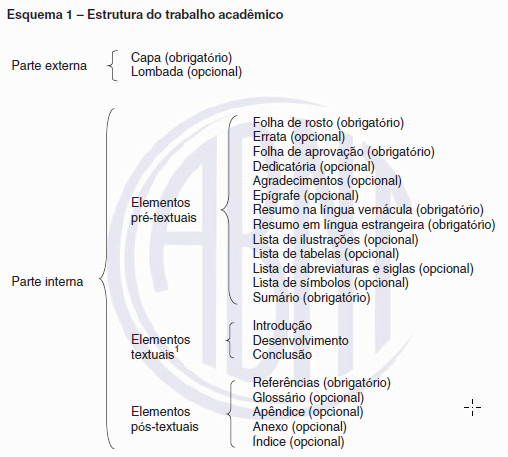 Esquema 1 – Estrutura do trabalho acadêmico
Parte externa
Capa (obrigatório)
Lombada (opcional)
Parte interna
Elementos
pré-textuais
Folha de rosto (obrigatório)
Errata (opcional)
Folha de aprovação (obrigatório)
Dedicatória (opcional)
Agradecimentos (opcional)
Epígrafe (opcional)
Resumo na língua vernácula (obrigatório)
Resumo em língua estrangeira (obrigatório)
Lista de ilustrações (opcional)
Lista de tabelas (opcional)
Lista de abreviaturas e siglas (opcional)
Lista de símbolos (opcional)
Sumário (obrigatório)
Elementos
textuais¹
Introdução
Desenvolvimento
Conclusão
Elementos
pós-textuais
Referências (obrigatório)
Glossário (opcional)
Apêndice (opcional)
Anexo (opcional)
Índice (opcional)
ABNT